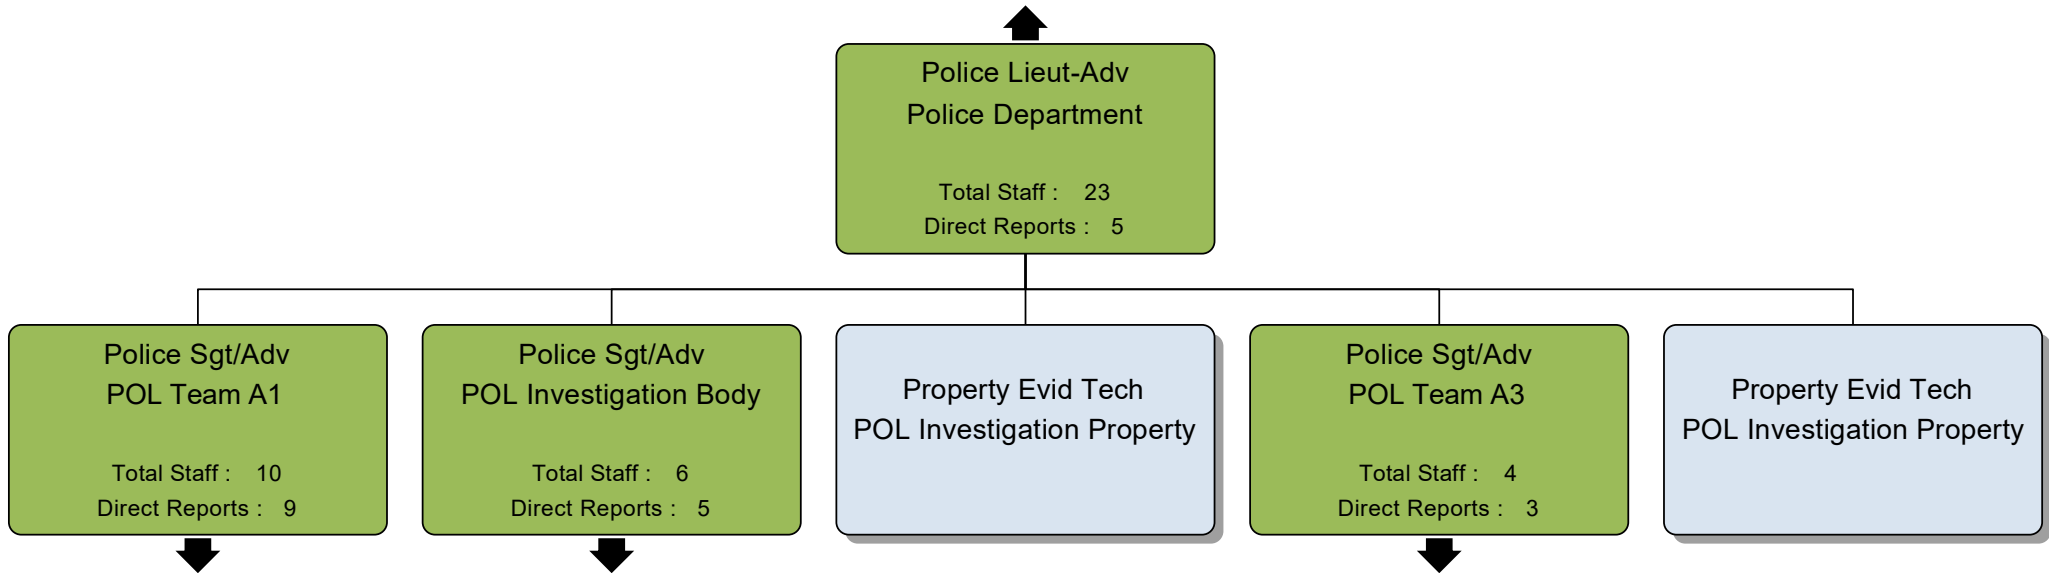 Police Lieut-Adv
Police Department
Total Staff : 23
Direct Reports : 5
Police Sgt/Adv
POL Team A1
Total Staff : 10
Direct Reports : 9
Police Sgt/Adv
POL Investigation Body
Total Staff : 6
Direct Reports : 5
Property Evid Tech
POL Investigation Property
Police Sgt/Adv
POL Team A3
Total Staff : 4
Direct Reports : 3
Property Evid Tech
POL Investigation Property